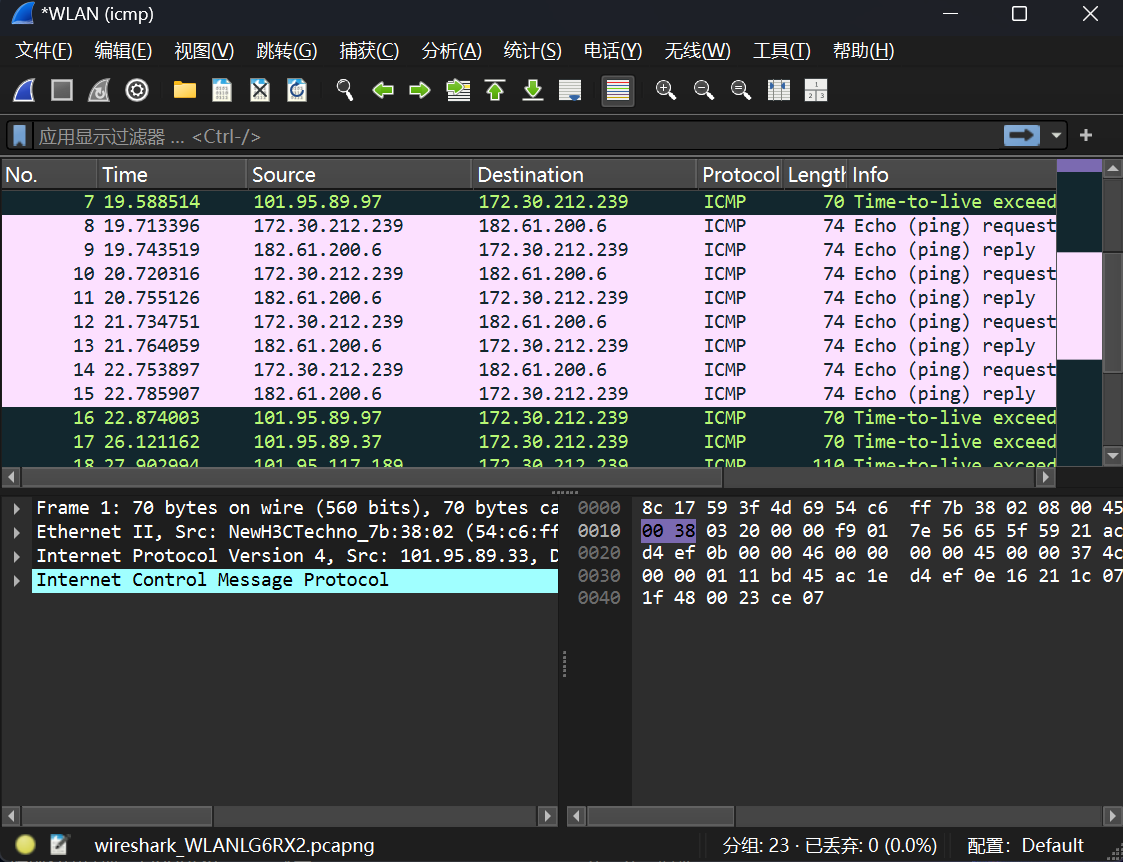 *WLAN (icmp)
文件(F) 编辑(E) 视图(V) 跳转(G) 捕获(C) 分析(A) 统计(S) 电话(Y) 无线(W) 工具(T) 帮助(H)
应用显示过滤器 … <Ctrl-/>
No. Time Source Destination Protocol Length Info
7 19.588514 101.95.89.97 172.30.212.239 ICMP 70 Time-to-live exceed
8 19.713396 172.30.212.239 182.61.200.6 ICMP 74 Echo (ping) request
9 19.743519 182.61.200.6 172.30.212.239 ICMP 74 Echo (ping) reply
10 20.720316 172.30.212.239 182.61.200.6 ICMP 74 Echo (ping) request
11 20.755126 182.61.200.6 172.30.212.239 ICMP 74 Echo (ping) reply
12 21.734751 172.30.212.239 182.61.200.6 ICMP 74 Echo (ping) request
13 21.764059 182.61.200.6 172.30.212.239 ICMP 74 Echo (ping) reply
14 22.753897 172.30.212.239 182.61.200.6 ICMP 74 Echo (ping) request
15 22.785907 182.61.200.6 172.30.212.239 ICMP 74 Echo (ping) reply
16 22.874003 101.95.89.97 172.30.212.239 ICMP 70 Time-to-live exceed
17 26.121162 101.95.89.37 172.30.212.239 ICMP 70 Time-to-live exceed
18 27.902994 101.95.117.189 172.30.212.239 ICMP 110 Time-to-live exceed
Frame 1: 70 bytes on wire (560 bits), 70 bytes ca
Ethernet II, Src: NewH3CTechno_7b:38:02 (54:c6:ff
Internet Protocol Version 4, Src: 101.95.89.33, D
Internet Control Message Protocol
0000 8c 17 59 3f 4d 69 54 c6 ff 7b 38 02 08 00 45
0010 00 38 03 20 00 00 f9 01 7e 56 65 5f 59 21 ac
0020 d4 ef 0b 00 00 46 00 00 00 00 45 00 00 37 4c
0030 00 00 01 11 bd 45 ac 1e d4 ef 0e 16 21 1c 07
0040 1f 48 00 23 ce 07
wireshark_WLANLG6RX2.pcapng 分组: 23 · 已丢弃: 0 (0.0%) 配置: Default